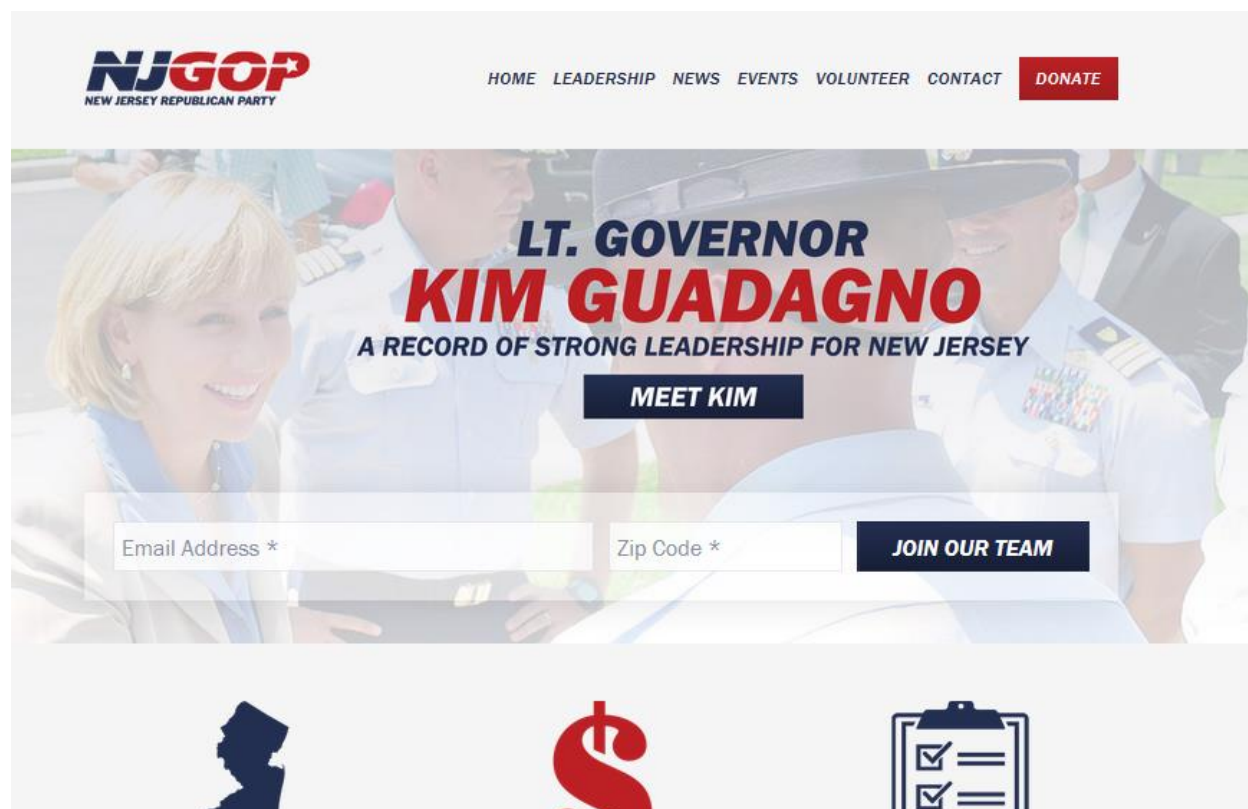 NJGOP
NEW JERSEY REPUBLICAN PARTY
HOME LEADERSHIP NEWS EVENTS VOLUNTEER CONTACT DONATE
LT. GOVERNOR
KIM GUADAGNO
A RECORD OF STRONG LEADERSHIP FOR NEW JERSEY
MEET KIM
Email Address * Zip Code * JOIN OUR TEAM